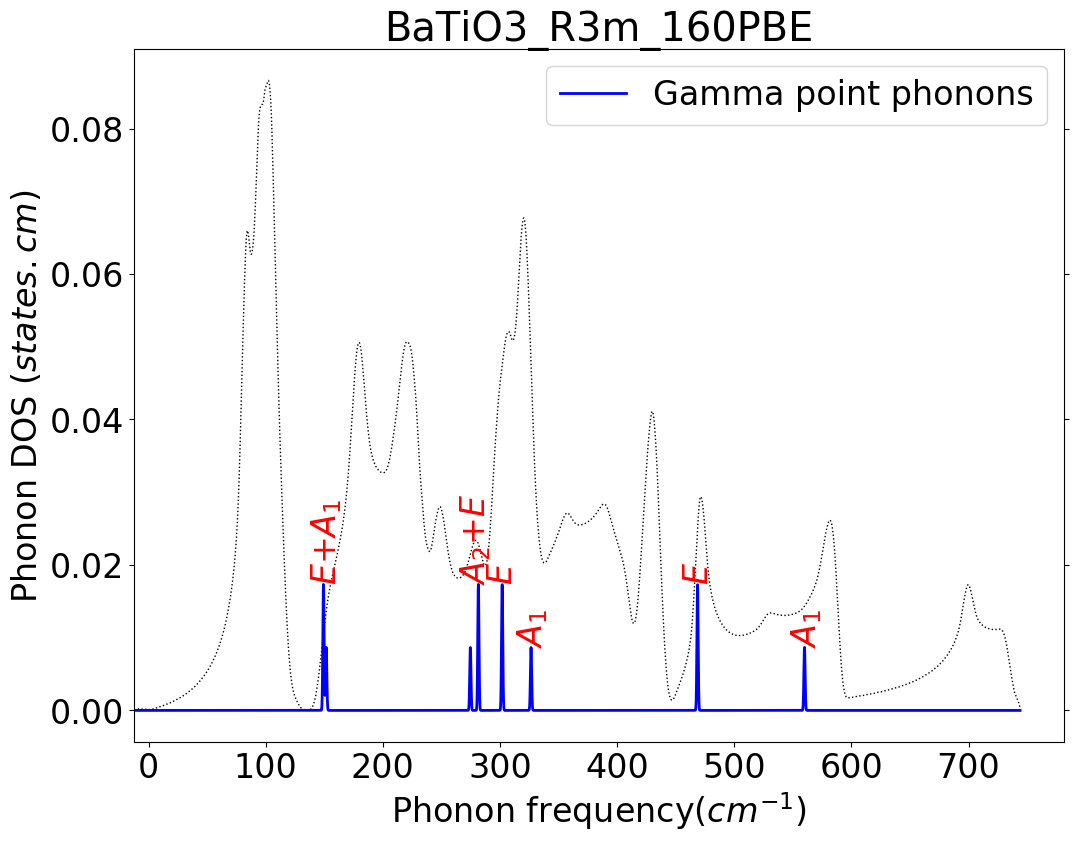 BaTiO3_R3m_160PBE
Gamma point phonons
Phonon DOS (states.cm)
0.08
0.06
0.04
0.02
0.00
E+A₁
A₂+E
E
A₁
E
A₁
0 100 200 300 400 500 600 700
Phonon frequency(cm⁻¹)